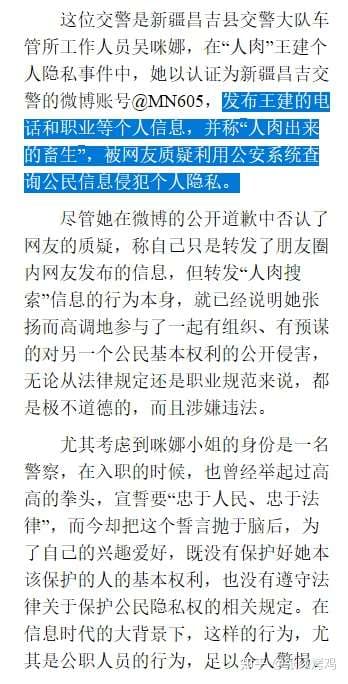 这位交警是新疆昌吉县交警大队车
管所工作人员吴咪娜，在“人肉”王建个
人隐私事件中，她以认证为新疆昌吉交
警的微博账号@MN605，发布王建的电
话和职业等个人信息，并称“人肉出来
的畜生”，被网友质疑利用公安系统查
询公民信息侵犯个人隐私。
尽管她在微博的公开道歉中否认了
网友的质疑，称自己只是转发了朋友圈
内网友发布的信息，但转发“人肉搜
索”信息的行为本身，就已经说明她张
扬而高调地参与了一起有组织、有预谋
的对另一个公民基本权利的公开侵害，
无论从法律规定还是职业规范来说，都
是极不道德的，而且涉嫌违法。
尤其考虑到咪娜小姐的身份是一名
警察，在入职的时候，也曾经举起过高
高的拳头，宣誓要“忠于人民、忠于法
律”，而今却把这个誓言抛于脑后，为
了自己的兴趣爱好，既没有保护好她本
该保护的人的基本权利，也没有遵守法
律关于保护公民隐私权的相关规定。在
信息时代的大背景下，这样的行为，尤
其是公职人员的行为，足以令人警惕。